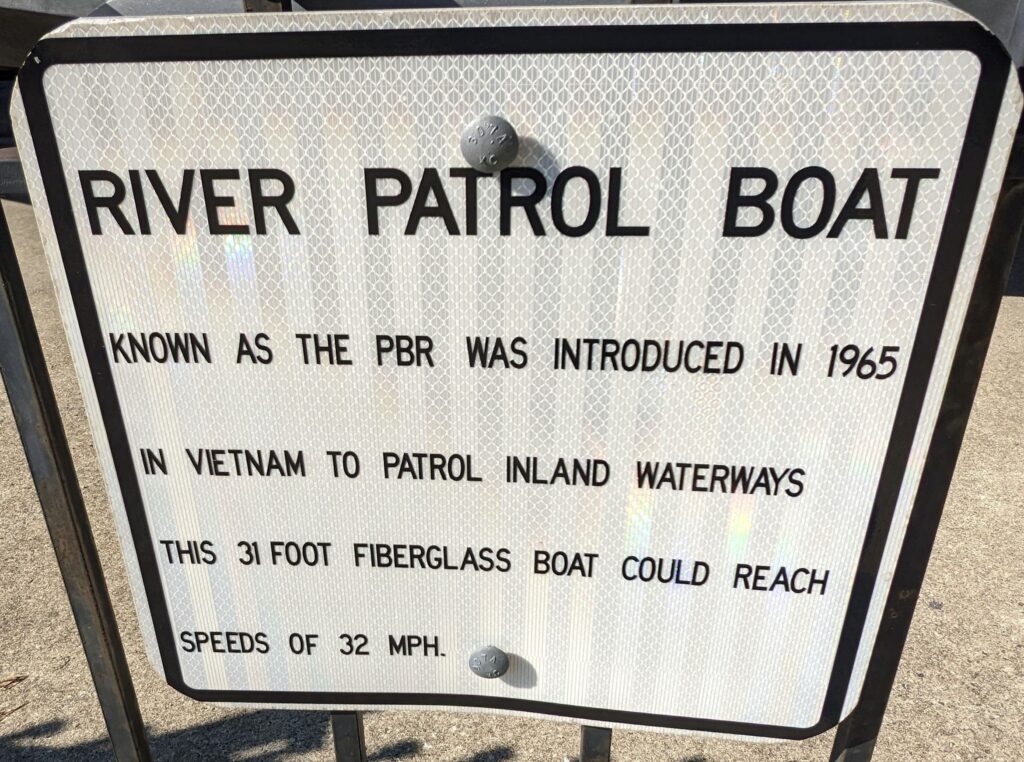 RIVER PATROL BOAT
KNOWN AS THE PBR WAS INTRODUCED IN 1965
IN VIETNAM TO PATROL INLAND WATERWAYS
THIS 31 FOOT FIBERGLASS BOAT COULD REACH
SPEEDS OF 32 MPH.